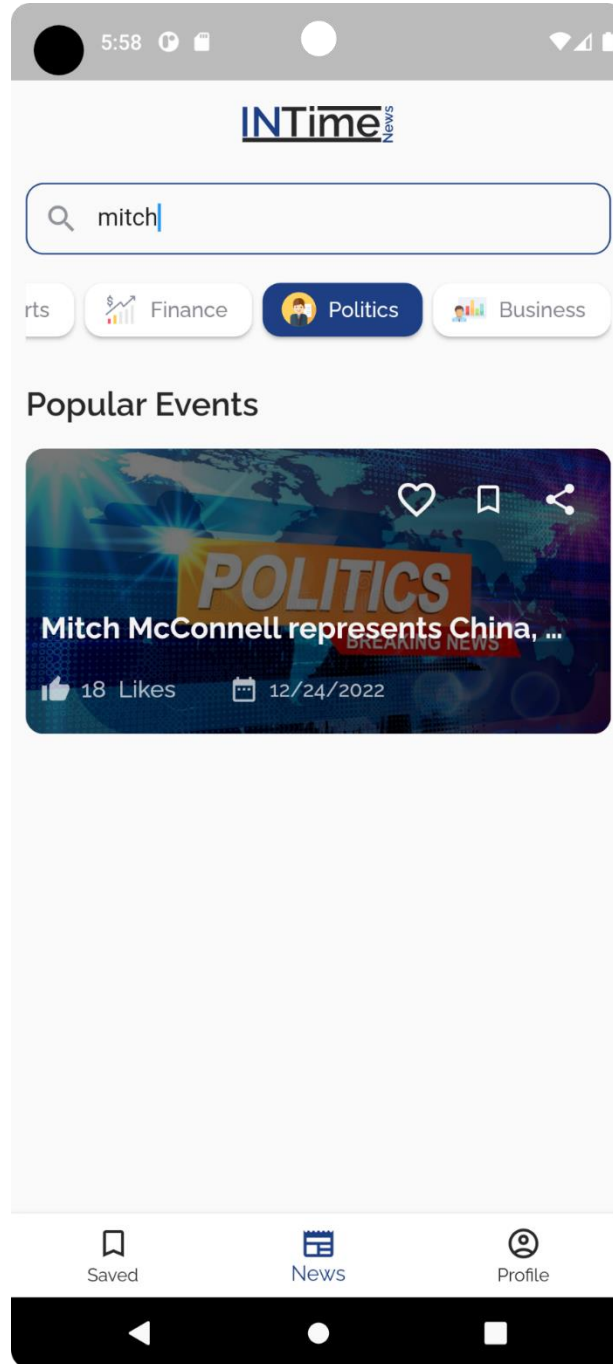 5:58
INTime News
mitch
rts Finance Politics Business
Popular Events
POLITICS
BREAKING NEWS
Mitch McConnell represents China, ...
18 Likes 12/24/2022
Saved News Profile